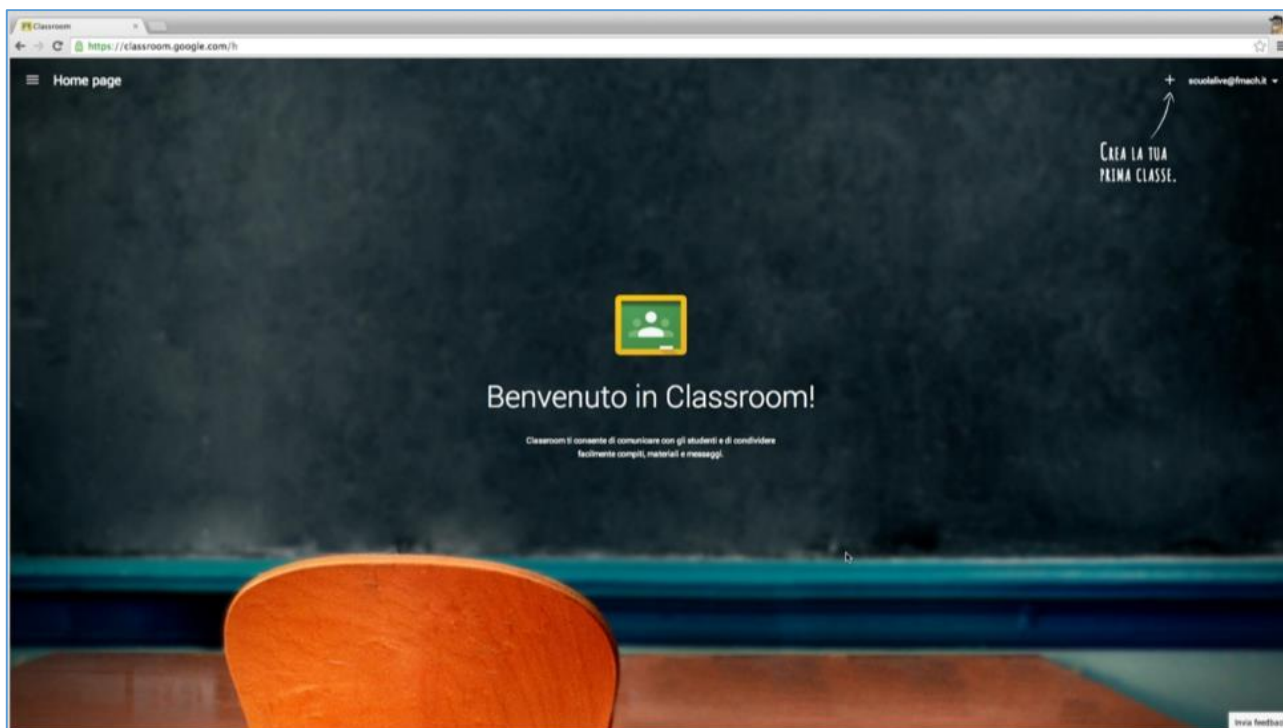 Classroom
https://classroom.google.com/h
Home page
+ scuolalive@fmach.it
CREA LA TUA
PRIMA CLASSE.
Benvenuto in Classroom!
Classroom ti consente di comunicare con gli studenti e di condividere
facilmente compiti, materiali e messaggi.
Invia feedbac